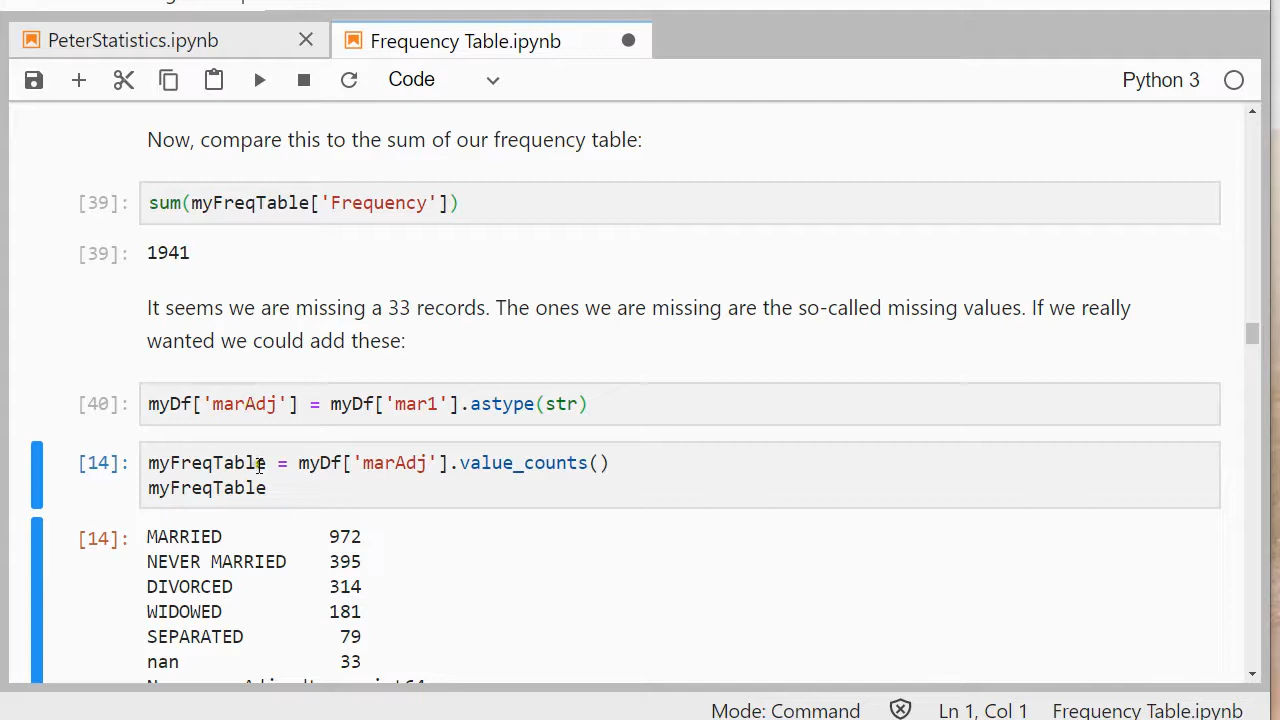 PeterStatistics.ipynb
Frequency Table.ipynb
Code
Python 3
Now, compare this to the sum of our frequency table:
[39]:
sum(myFreqTable['Frequency'])
[39]:
1941
It seems we are missing a 33 records. The ones we are missing are the so-called missing values. If we really
wanted we could add these:
[40]:
myDf['marAdj'] = myDf['mar1'].astype(str)
[14]:
myFreqTable = myDf['marAdj'].value_counts()
myFreqTable
[14]:
MARRIED 972
NEVER MARRIED 395
DIVORCED 314
WIDOWED 181
SEPARATED 79
nan 33
Mode: Command
Ln 1, Col 1
Frequency Table.ipynb